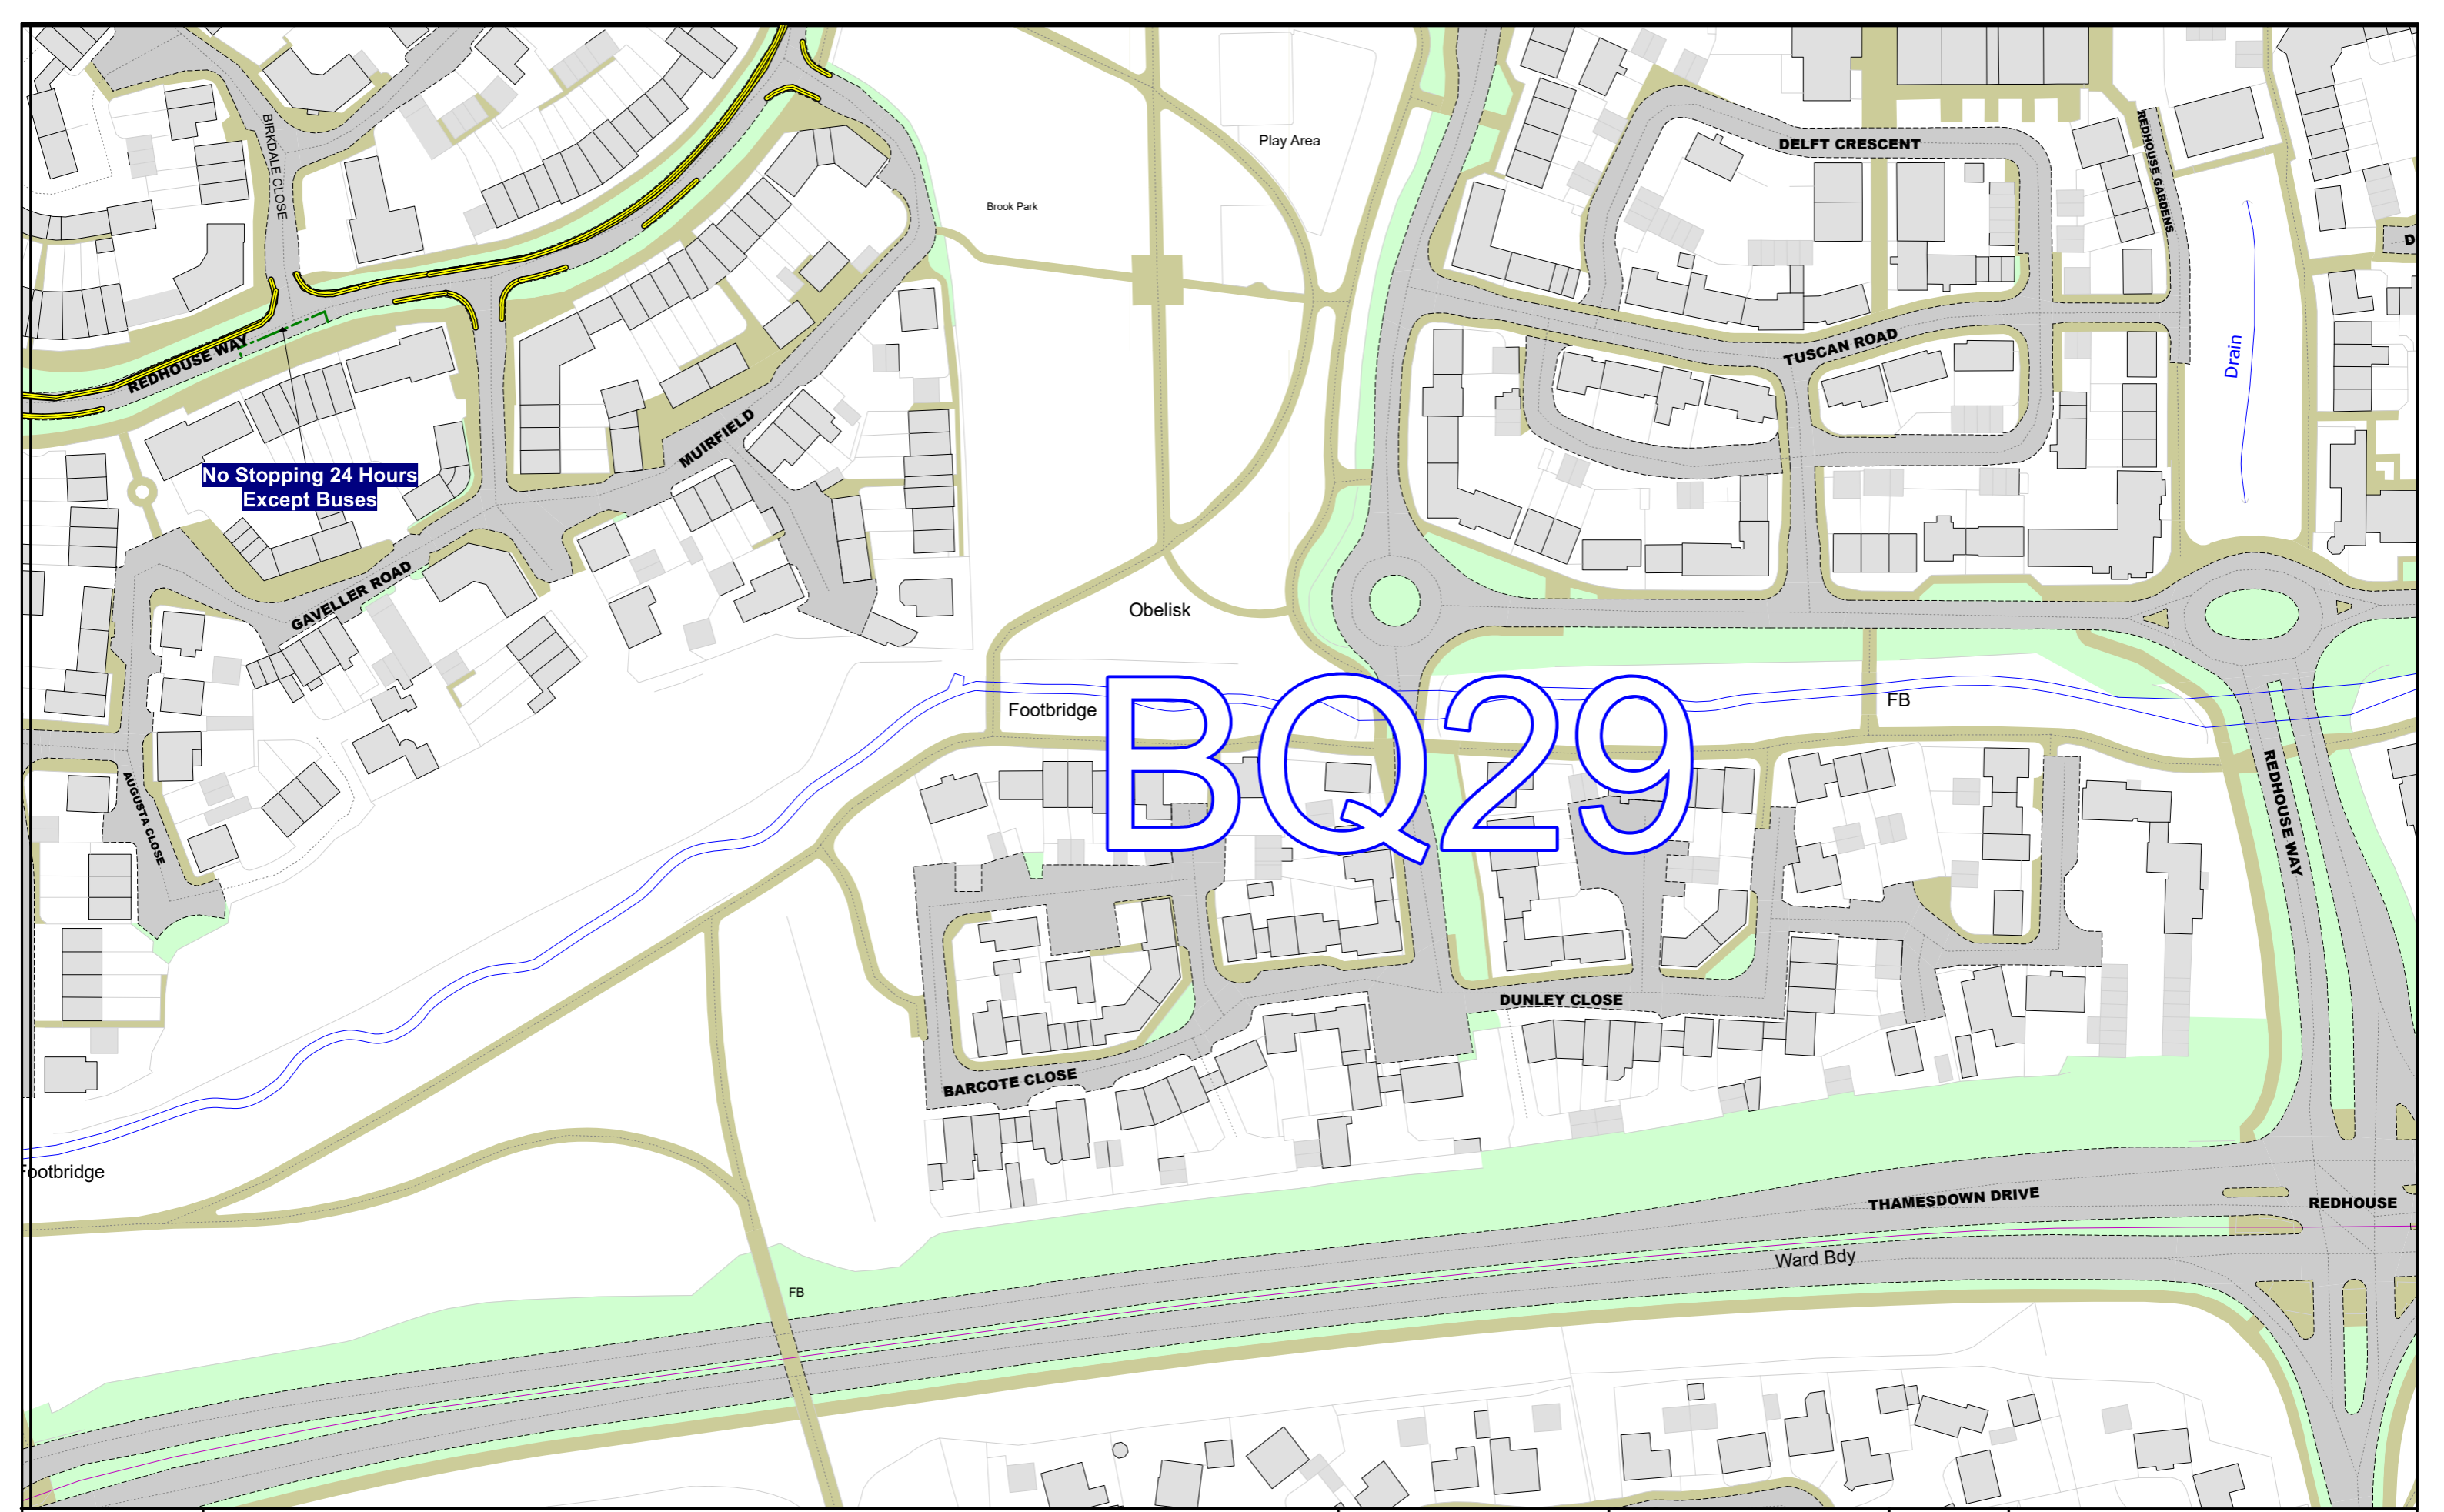 BIRKDALE CLOSE
Play Area
Brook Park
DELFT CRESCENT
REDHOUSE GARDENS
TUSCAN ROAD
Drain
REDHOUSE WAY
No Stopping 24 Hours
Except Buses
MUIRFIELD
GAVELLER ROAD
Obelisk
Footbridge
BQ29
FB
AUGUSTA CLOSE
REDHOUSE WAY
DUNLEY CLOSE
BARCOTE CLOSE
Footbridge
THAMESDOWN DRIVE
REDHOUSE
Ward Bdy
FB